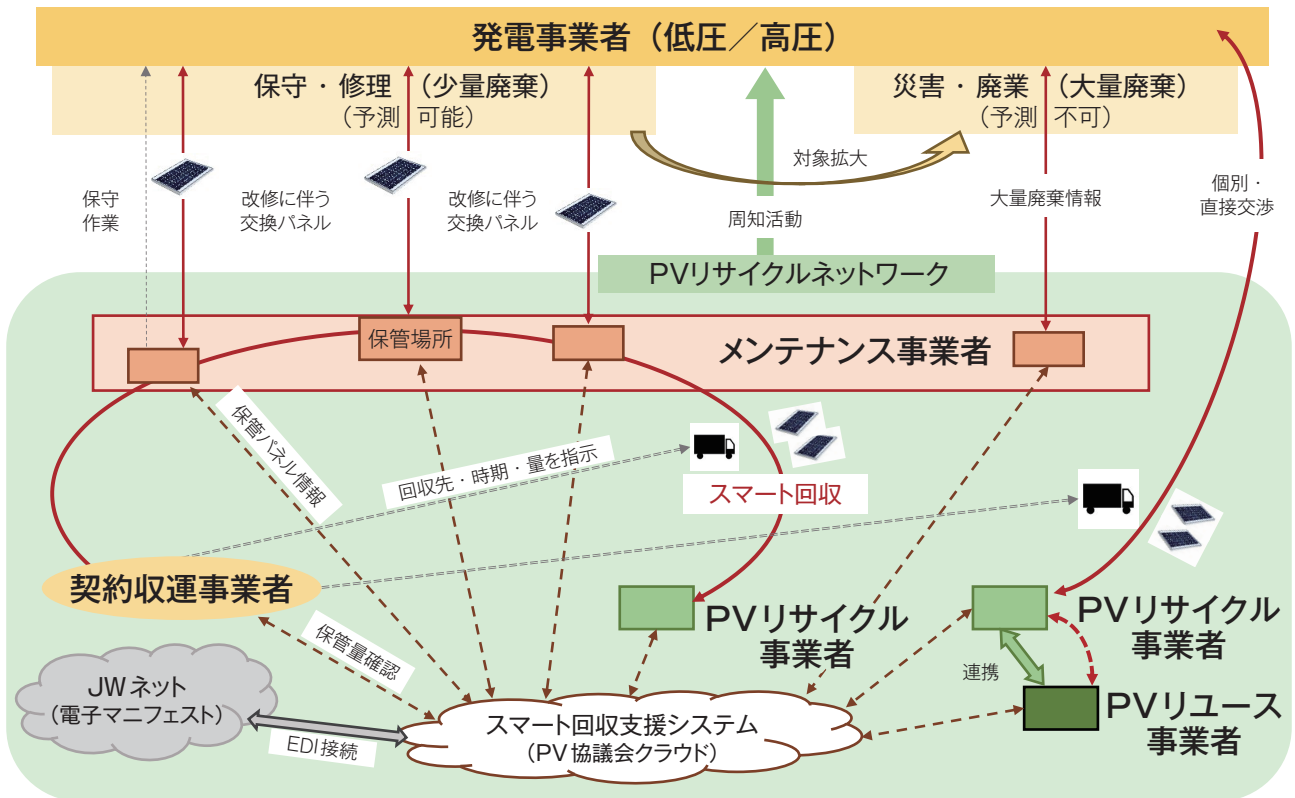 発電事業者（低圧／高圧）
保守・修理（少量廃棄）
（予測 可能）
災害・廃業（大量廃棄）
（予測 不可）
対象拡大
保守
作業
改修に伴う
交換パネル
改修に伴う
交換パネル
周知活動
大量廃棄情報
個別・
直接交渉
PVリサイクルネットワーク
保管場所
メンテナンス事業者
保管パネル情報
回収先・時期・量を指示
スマート回収
契約収運事業者
PVリサイクル
事業者
PVリサイクル
事業者
保管量確認
連携
JWネット
（電子マニフェスト）
EDI接続
スマート回収支援システム
（PV協議会クラウド）
PVリユース
事業者